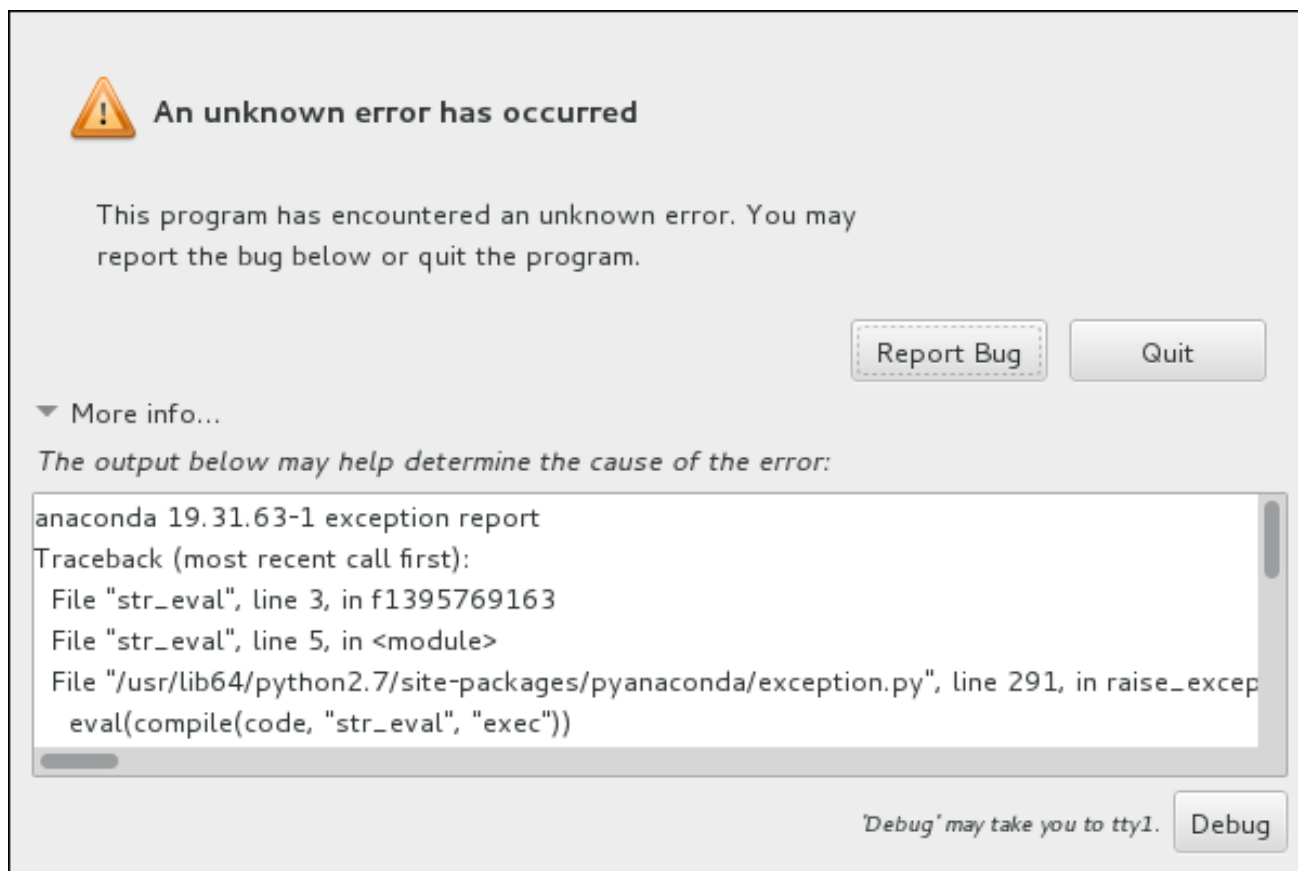 An unknown error has occurred
This program has encountered an unknown error. You may
report the bug below or quit the program.
Report Bug
Quit
More info...
The output below may help determine the cause of the error:
anaconda 19.31.63-1 exception report
Traceback (most recent call first):
File "str_eval", line 3, in f1395769163
File "str_eval", line 5, in <module>
File "/usr/lib64/python2.7/site-packages/pyanaconda/exception.py", line 291, in raise_excep
eval(compile(code, "str_eval", "exec"))
'Debug' may take you to tty1.
Debug